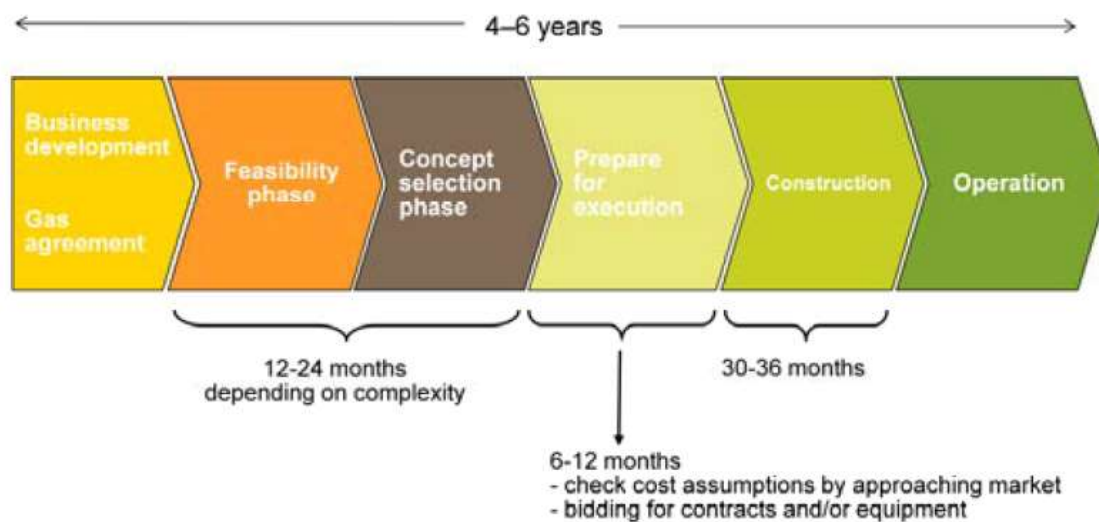 4–6 years
Business
development
Gas
agreement
Feasibility
phase
Concept
selection
phase
Prepare
for
execution
Construction
Operation
12-24 months
depending on complexity
30-36 months
6-12 months
- check cost assumptions by approaching market
- bidding for contracts and/or equipment